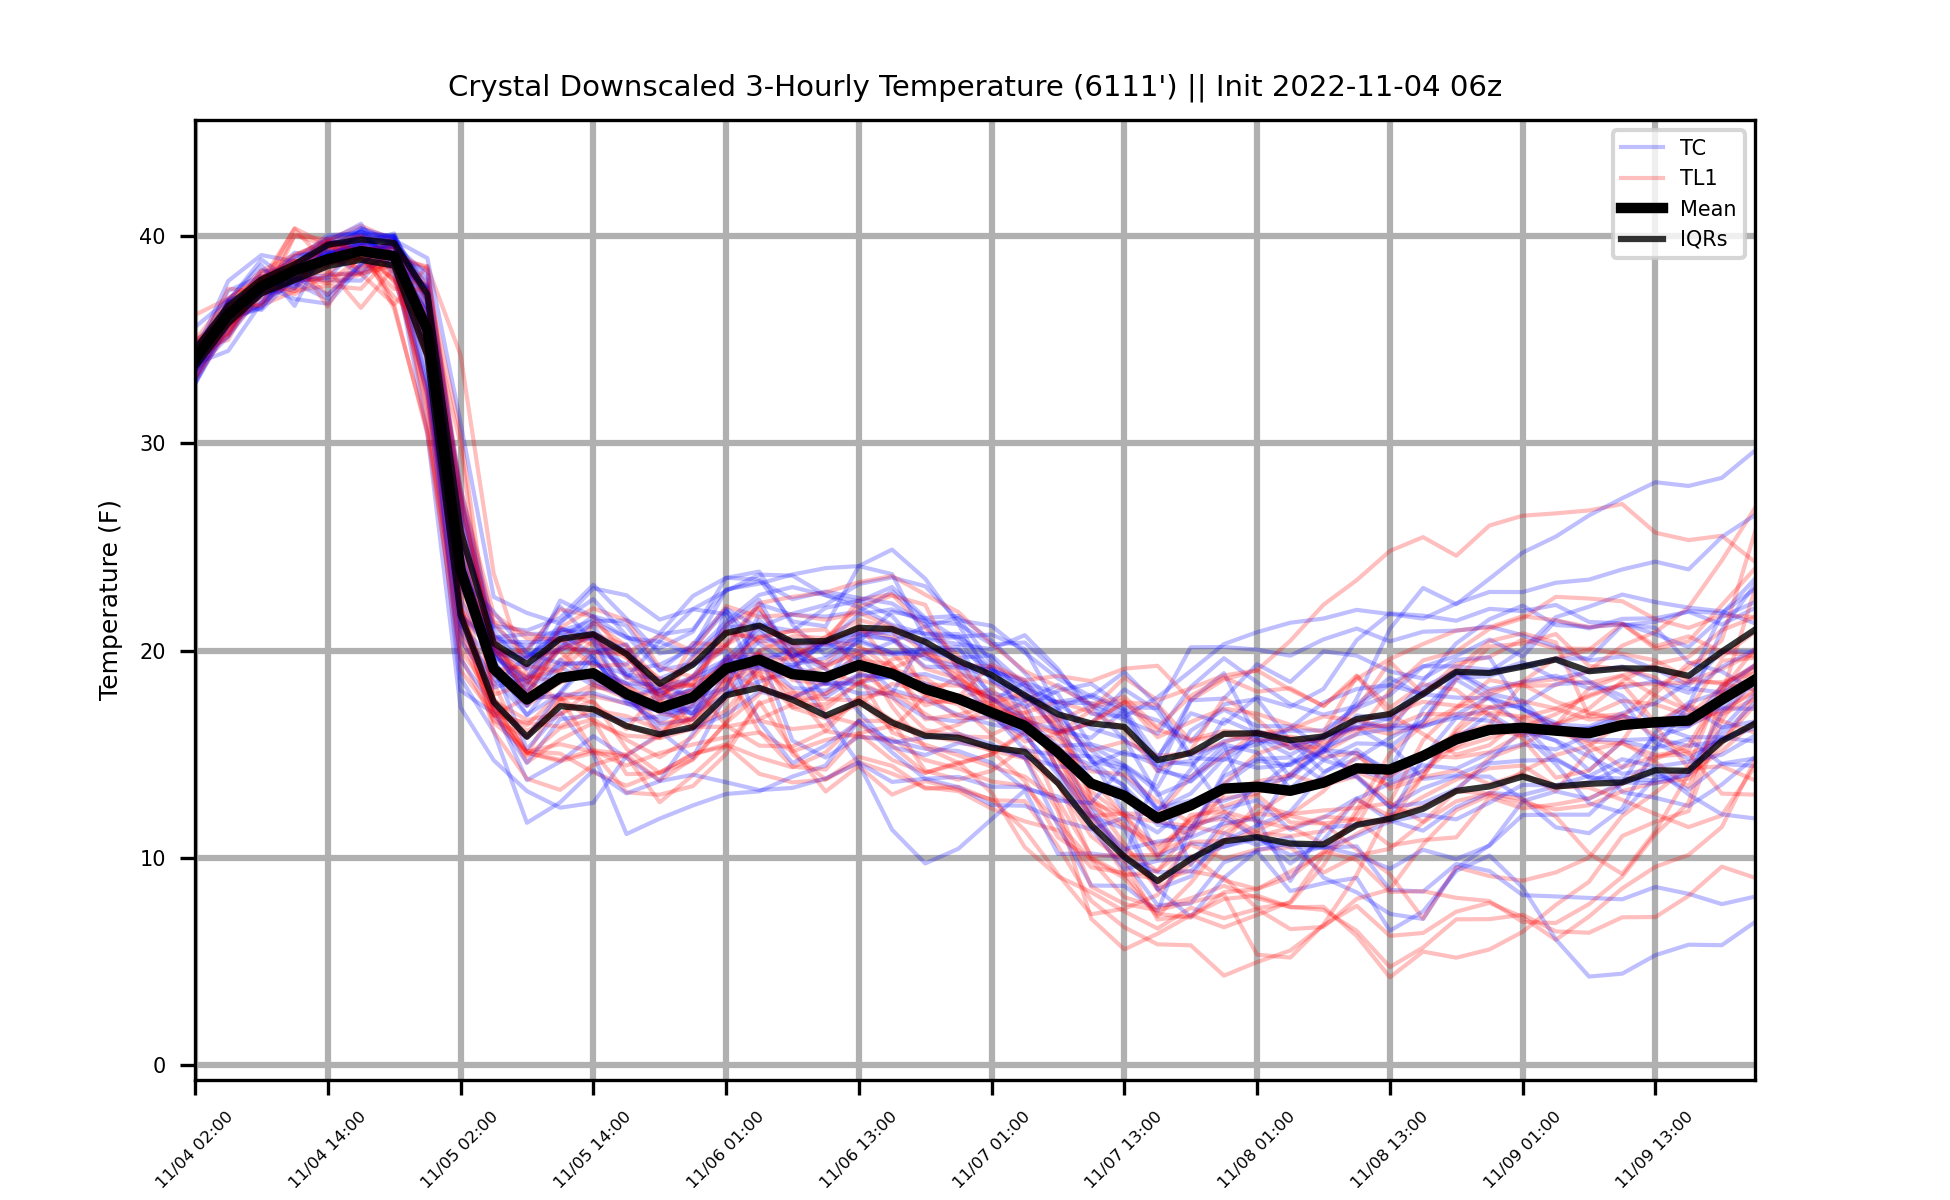 Crystal Downscaled 3-Hourly Temperature (6111') || Init 2022-11-04 06z
TC
TL1
Mean
IQRs
Temperature (F)
40
30
20
10
0
11/04 02:00
11/04 14:00
11/05 02:00
11/05 14:00
11/06 01:00
11/06 13:00
11/07 01:00
11/07 13:00
11/08 01:00
11/08 13:00
11/09 01:00
11/09 13:00